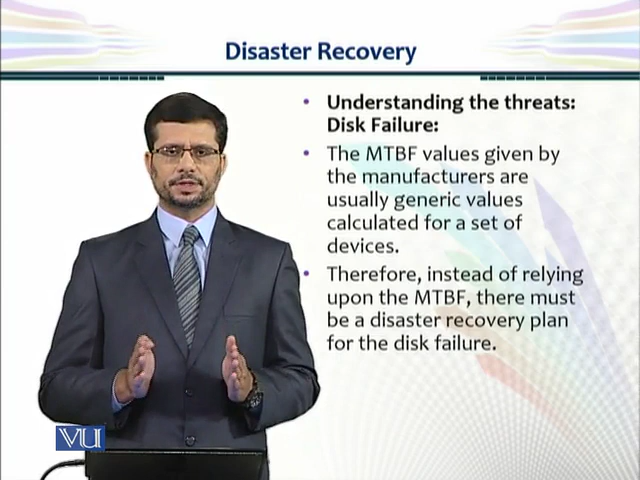 Disaster Recovery
• Understanding the threats:
Disk Failure:
• The MTBF values given by
the manufacturers are
usually generic values
calculated for a set of
devices.
• Therefore, instead of relying
upon the MTBF, there must
be a disaster recovery plan
for the disk failure.
VU